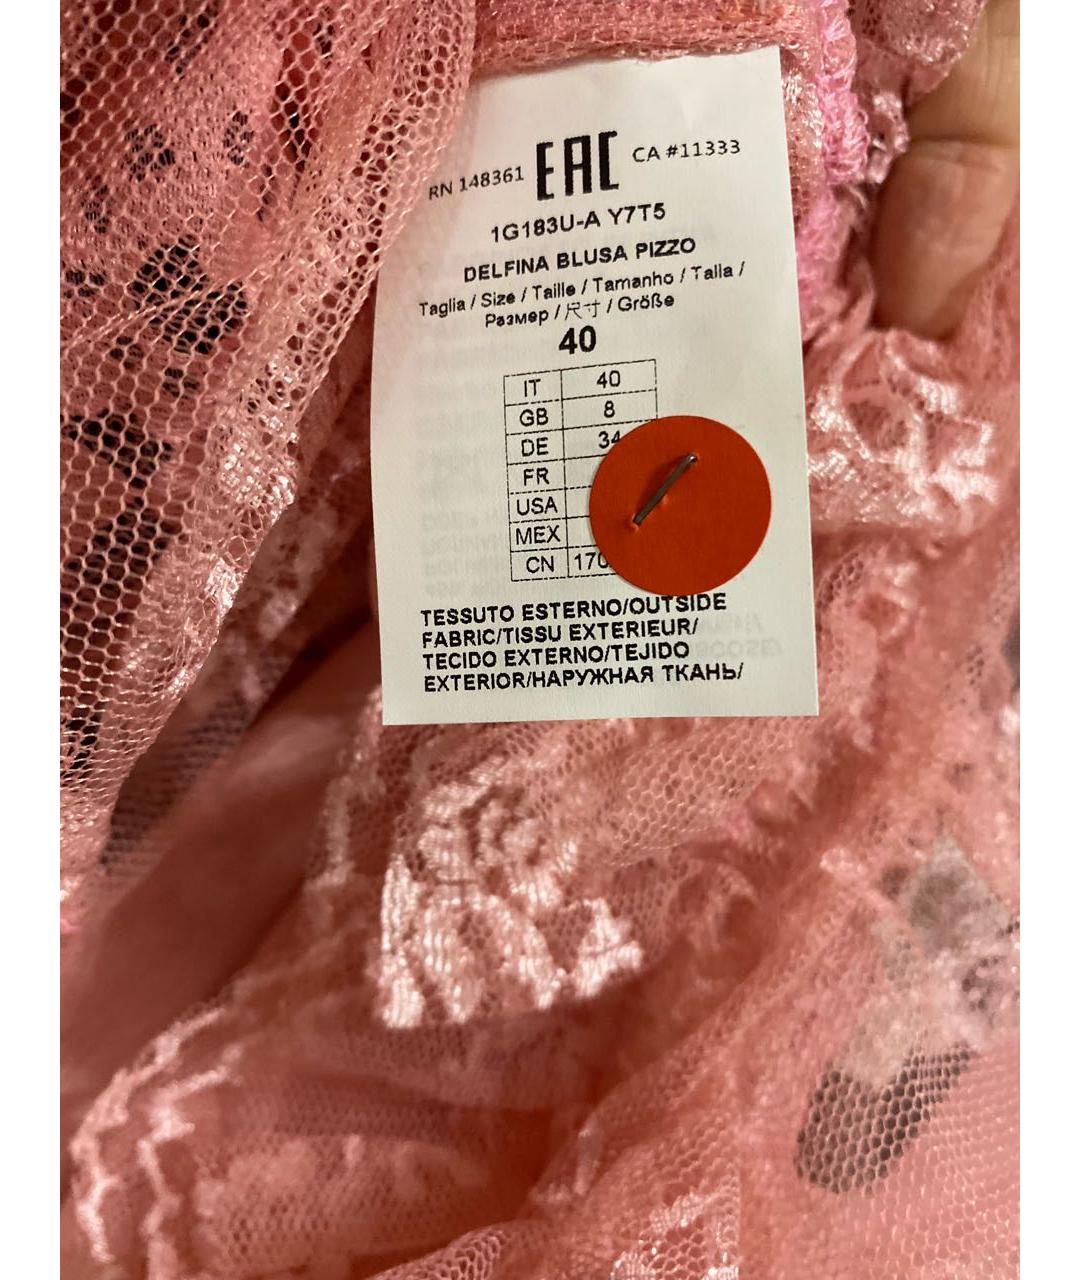 RN 148361 EAC CA #11333
1G183U-A Y7T5
DELFINA BLUSA PIZZO
Taglia / Size / Taille / Tamanho / Talla /
Размер / 尺寸 / Größe
40
IT 40
GB 8
DE 34
FR
USA
MEX
CN 170
TESSUTO ESTERNO/OUTSIDE
FABRIC/TISSU EXTERIEUR/
TECIDO EXTERNO/TEJIDO
EXTERIOR/НАРУЖНАЯ ТКАНЬ/